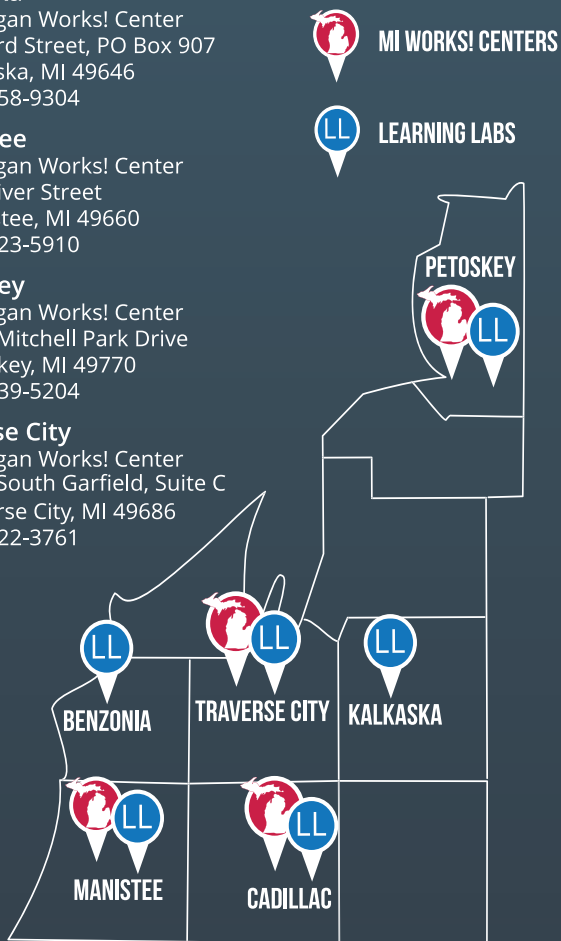 gan Works! Center
rd Street, PO Box 907
ska, MI 49646
58-9304
ee
gan Works! Center
iver Street
tee, MI 49660
23-5910
ey
gan Works! Center
Mitchell Park Drive
key, MI 49770
39-5204
se City
gan Works! Center
South Garfield, Suite C
rse City, MI 49686
22-3761
MI WORKS! CENTERS
LL
LEARNING LABS
PETOSKEY
LL
LL
BENZONIA
LL
TRAVERSE CITY
LL
KALKASKA
LL
MANISTEE
LL
CADILLAC